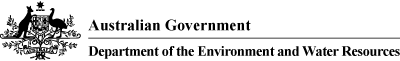 Australian Government
Department of the Environment and Water Resources